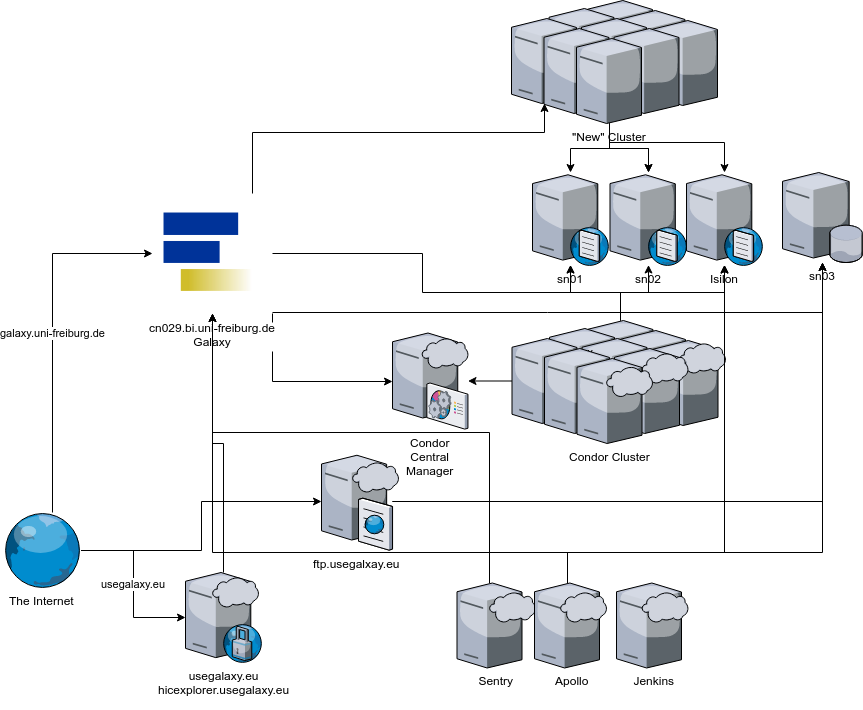 "New" Cluster
sn01
sn02
Isilon
sn03
galaxy.uni-freiburg.de
cn029.bi.uni-freiburg.de
Galaxy
Condor
Central
Manager
Condor Cluster
ftp.usegalxay.eu
The Internet
usegalaxy.eu
usegalaxy.eu
hicexplorer.usegalaxy.eu
Sentry
Apollo
Jenkins